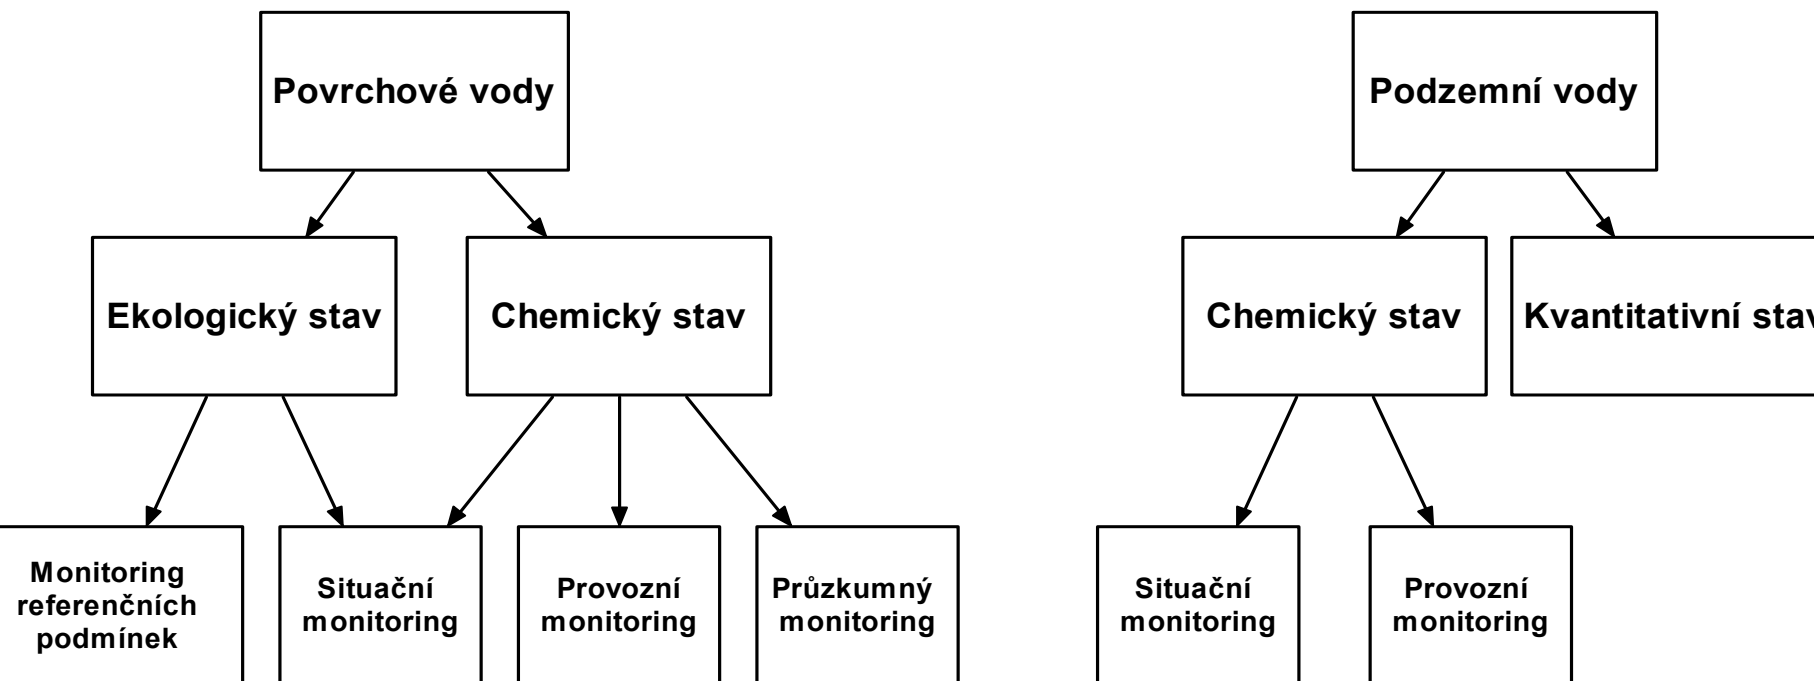 Povrchové vody
Podzemní vody
Ekologický stav
Chemický stav
Chemický stav
Kvantitativní stav
Monitoring
referenčních
podmínek
Situační
monitoring
Provozní
monitoring
Průzkumný
monitoring
Situační
monitoring
Provozní
monitoring